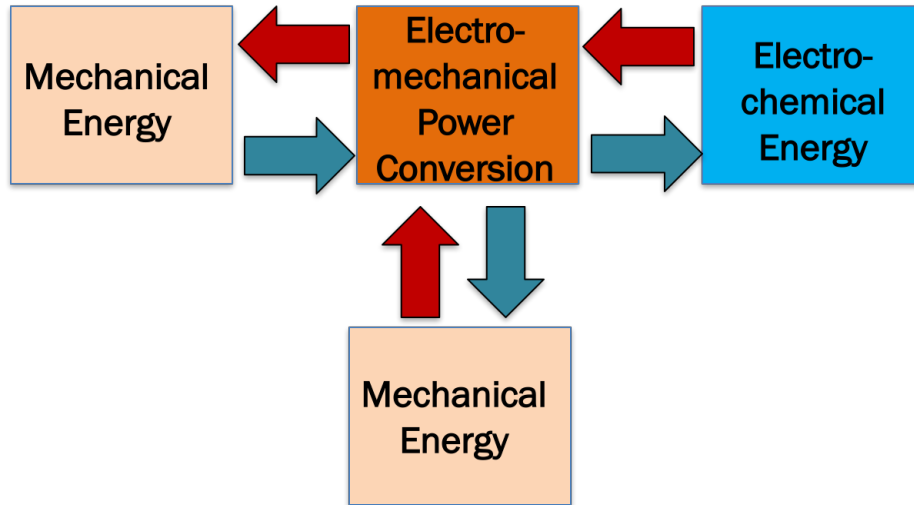 Mechanical
Energy
Electro-
mechanical
Power
Conversion
Electro-
chemical
Energy
Mechanical
Energy